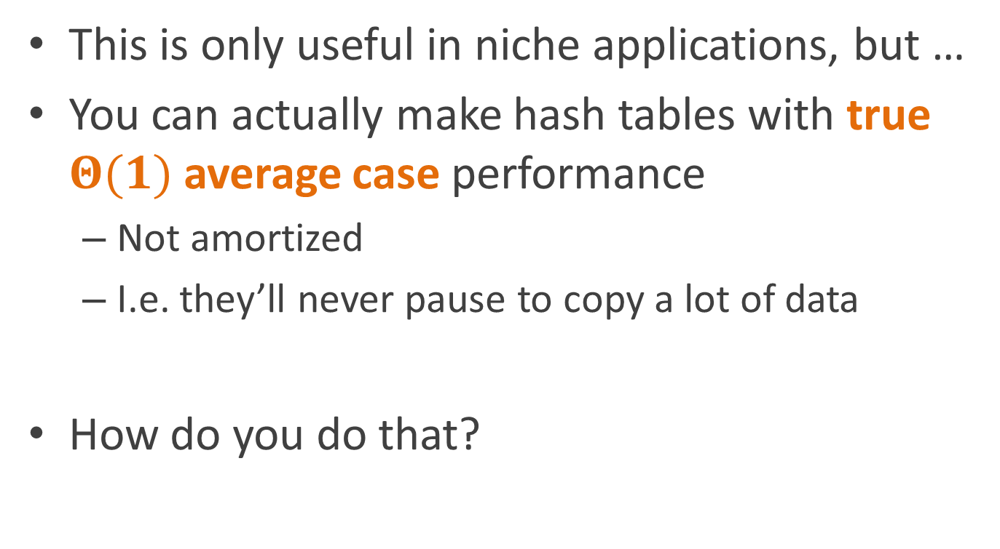 • This is only useful in niche applications, but …
• You can actually make hash tables with true
Θ(1) average case performance
– Not amortized
– I.e. they’ll never pause to copy a lot of data
• How do you do that?